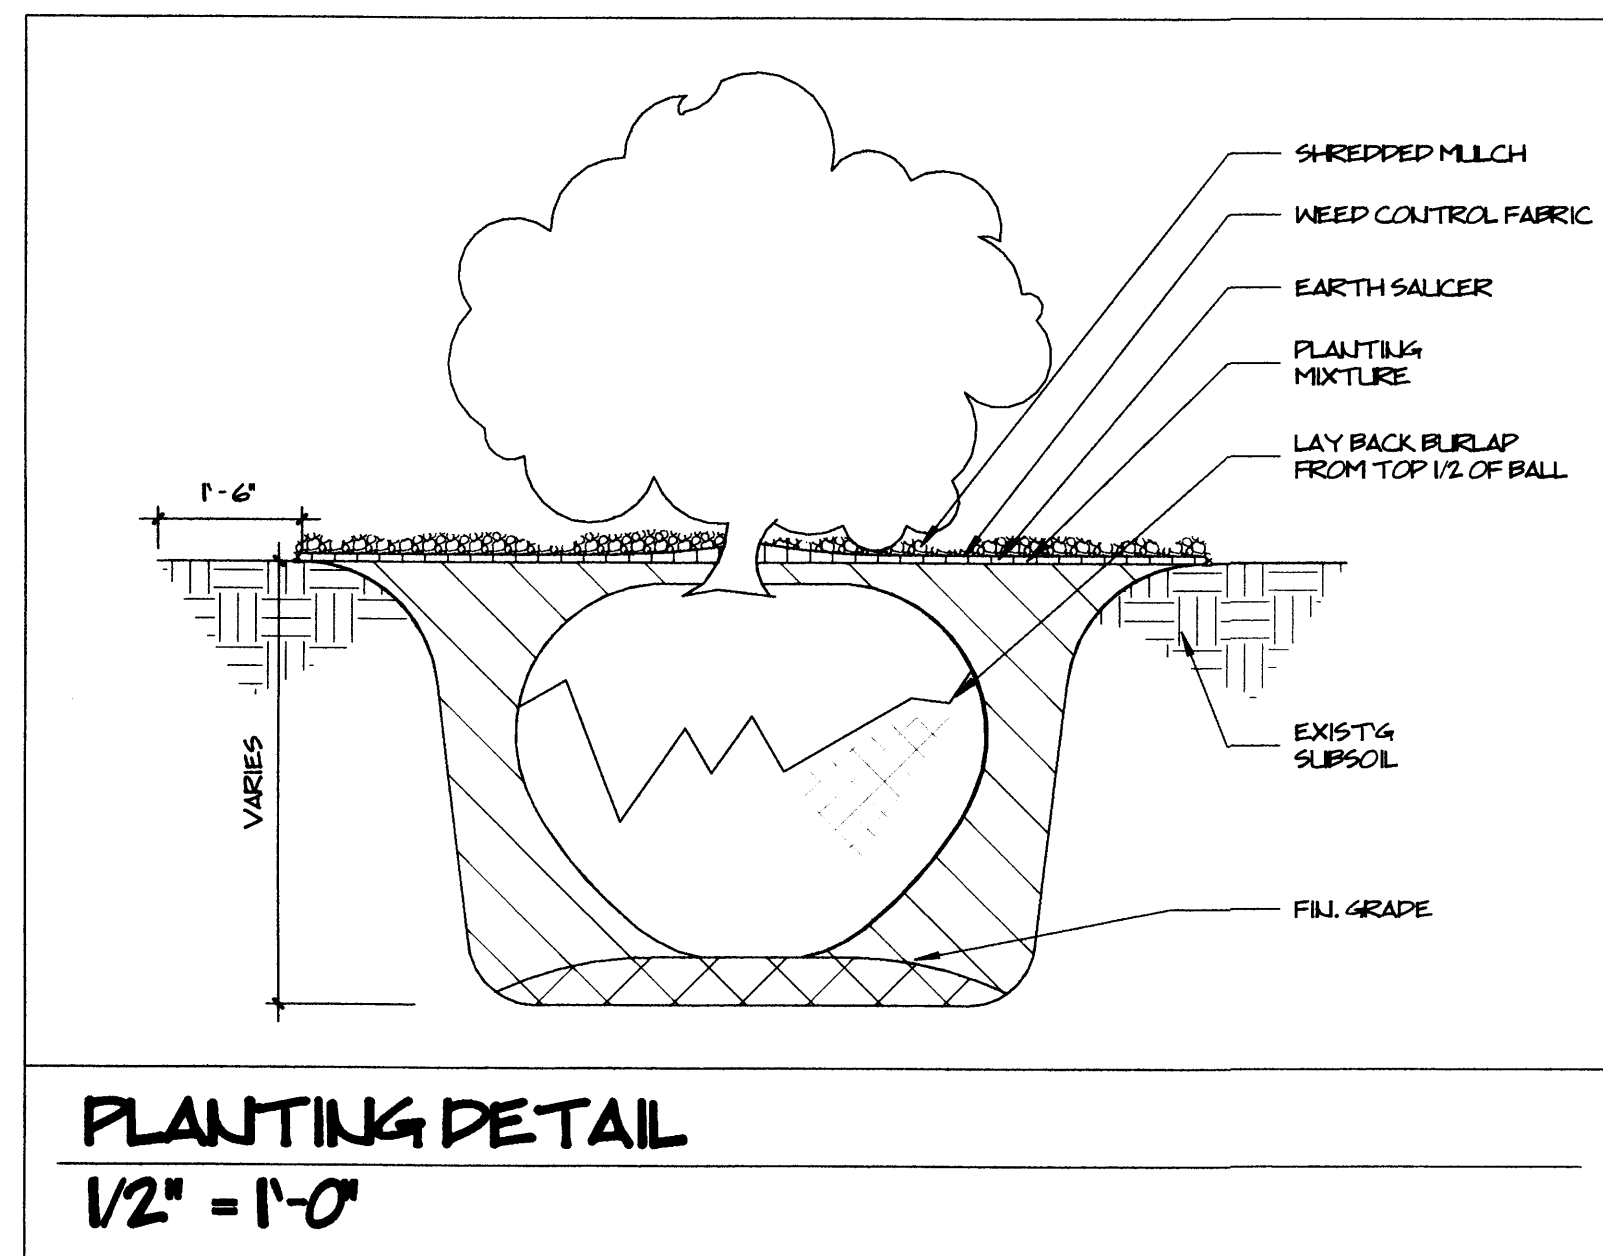 SHREDDED MULCH
WEED CONTROL FABRIC
EARTH SAUCER
PLANTING
MIXTURE
LAY BACK BURLAP
FROM TOP 1/2 OF BALL
1'-6"
VARIES
EXIST'G
SUBSOIL
FIN. GRADE
PLANTING DETAIL
1/2" = 1'-0"